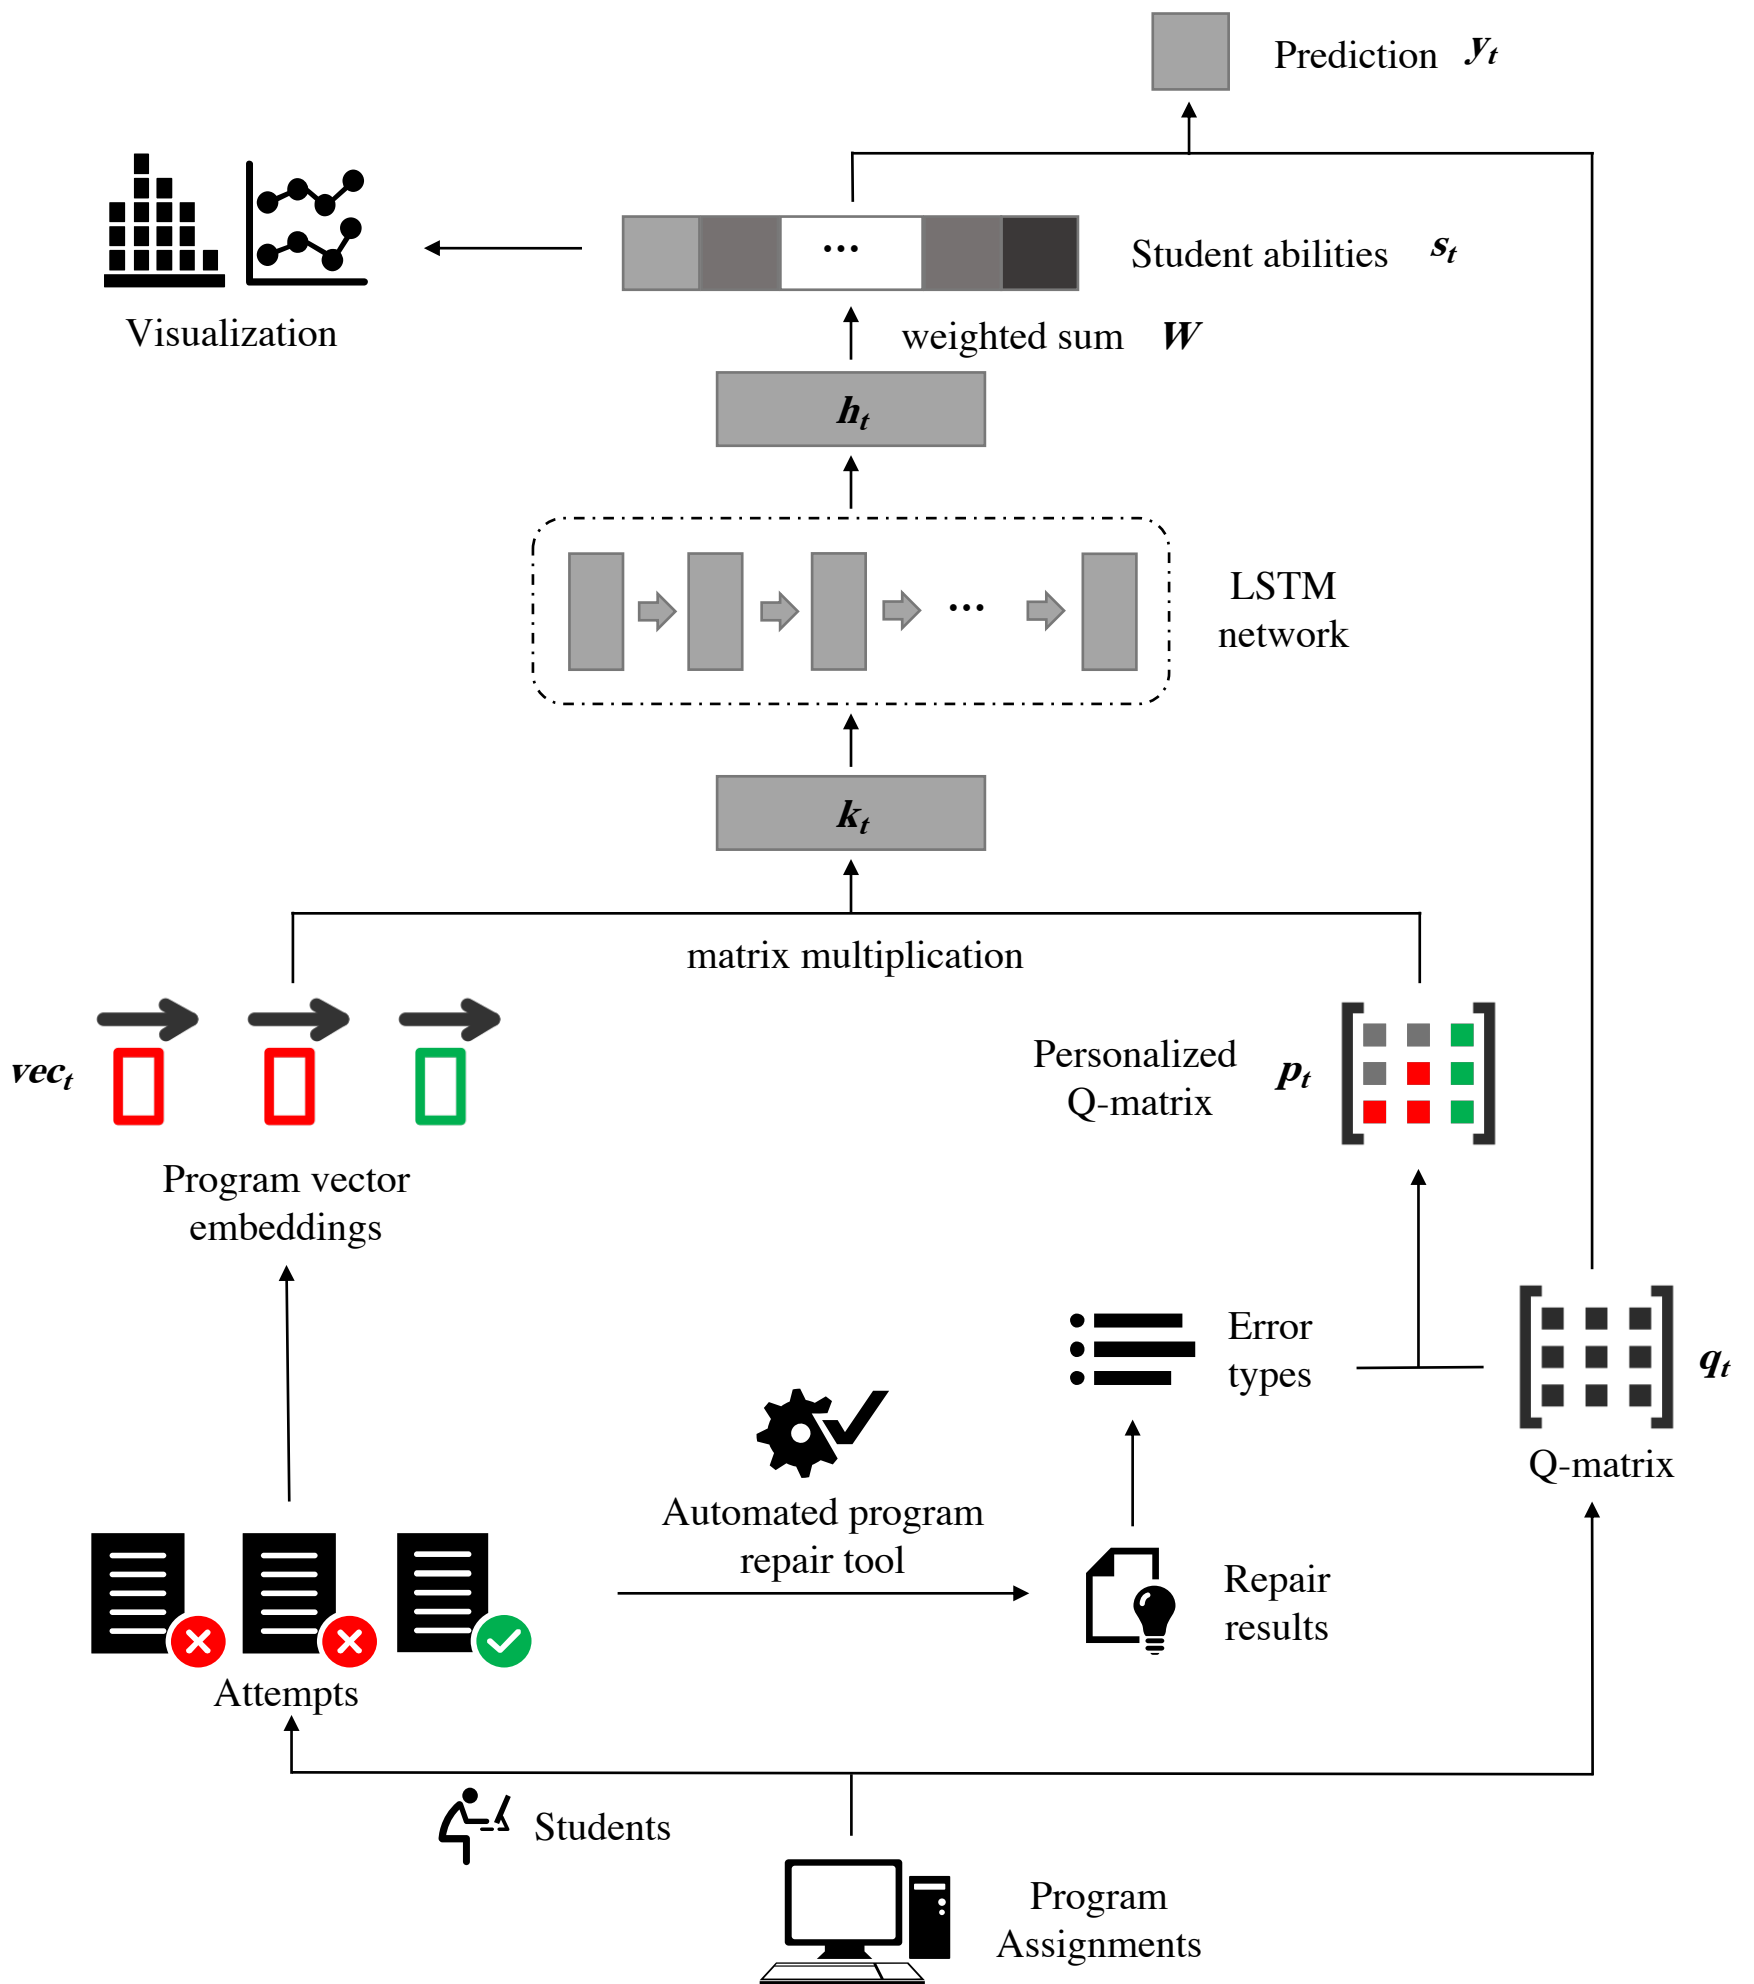 Prediction y_t
Student abilities s_t
Visualization
weighted sum W
h_t
...
LSTM
network
k_t
matrix multiplication
vec_t
Personalized
Q-matrix
p_t
Program vector
embeddings
Error
types
q_t
Q-matrix
Automated program
repair tool
Repair
results
Attempts
Students
Program
Assignments